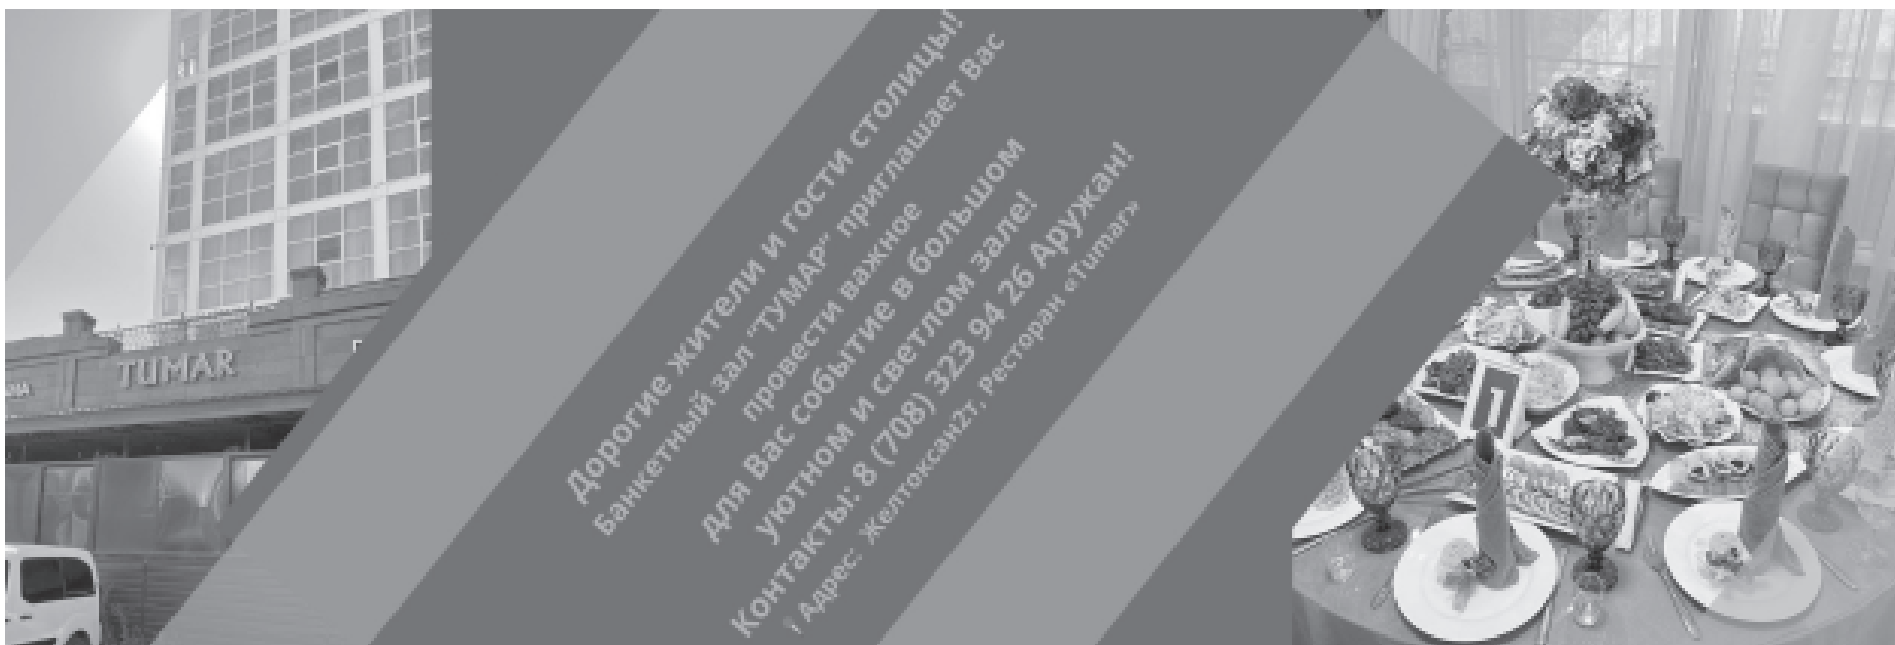 TUMAR
Дорогие жители и гости столицы!
Банкетный зал "ТУМАР" приглашает Вас
провести важное
для Вас событие в большом
уютном и светлом зале!
Контакты: 8 (708) 323 94 26 Аружан!
Адрес: Желтоксан2т, Ресторан «Tumar»
1